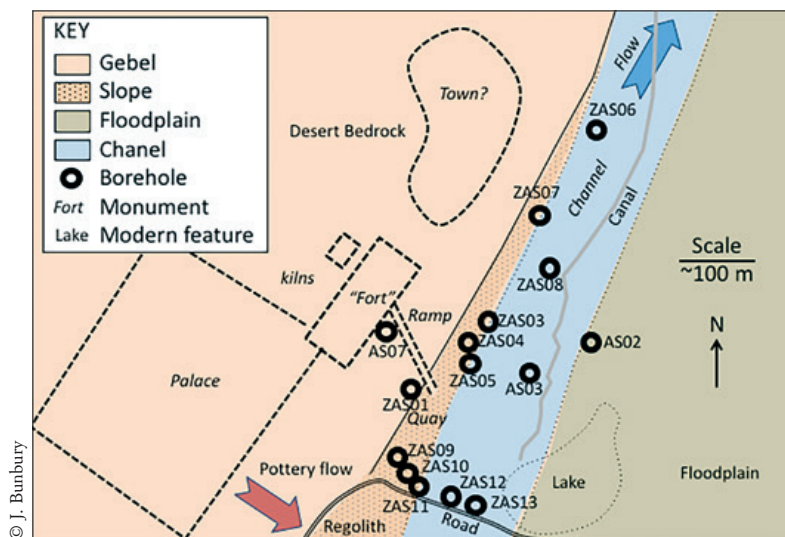 KEY
Gebel
Slope
Floodplain
Chanel
Borehole
Fort Monument
Lake Modern feature
Town?
Desert Bedrock
Flow
ZAS06
ZAS07
Channel
Canal
ZAS08
Scale
~100 m
N
kilns
"Fort"
Ramp
AS07
ZAS03
ZAS04
ZAS05
AS02
AS03
Palace
ZAS01
Quay
ZAS09
ZAS10
ZAS11
ZAS12
ZAS13
Pottery flow
Regolith
Road
Lake
Floodplain
© J. Bunbury